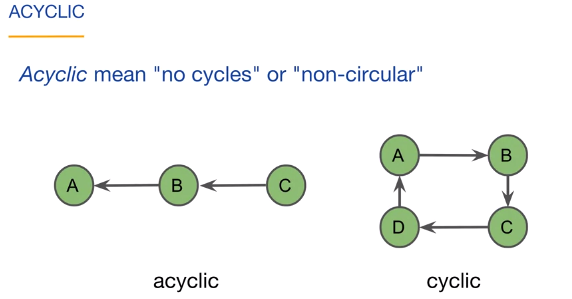 ACYCLIC
Acyclic mean "no cycles" or "non-circular"
A B C
A B
D C
acyclic cyclic